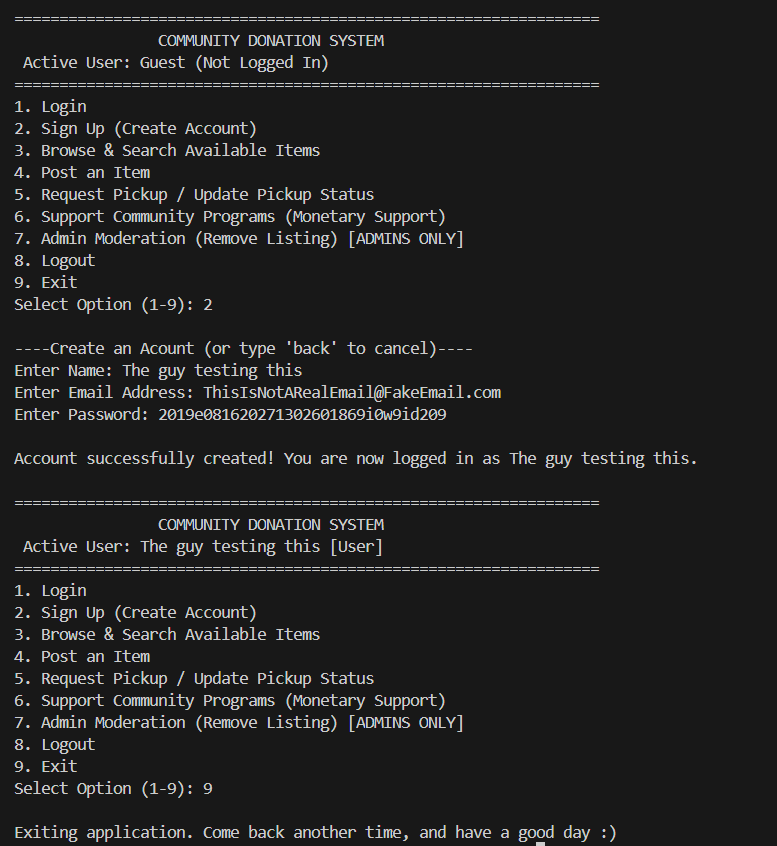 =================================================================
COMMUNITY DONATION SYSTEM
Active User: Guest (Not Logged In)
=================================================================
1. Login
2. Sign Up (Create Account)
3. Browse & Search Available Items
4. Post an Item
5. Request Pickup / Update Pickup Status
6. Support Community Programs (Monetary Support)
7. Admin Moderation (Remove Listing) [ADMINS ONLY]
8. Logout
9. Exit
Select Option (1-9): 2
----Create an Acount (or type 'back' to cancel)----
Enter Name: The guy testing this
Enter Email Address: ThisIsNotARealEmail@FakeEmail.com
Enter Password: 2019e081620271302601869i0w9id209
Account successfully created! You are now logged in as The guy testing this.
=================================================================
COMMUNITY DONATION SYSTEM
Active User: The guy testing this [User]
=================================================================
1. Login
2. Sign Up (Create Account)
3. Browse & Search Available Items
4. Post an Item
5. Request Pickup / Update Pickup Status
6. Support Community Programs (Monetary Support)
7. Admin Moderation (Remove Listing) [ADMINS ONLY]
8. Logout
9. Exit
Select Option (1-9): 9
Exiting application. Come back another time, and have a good day :)